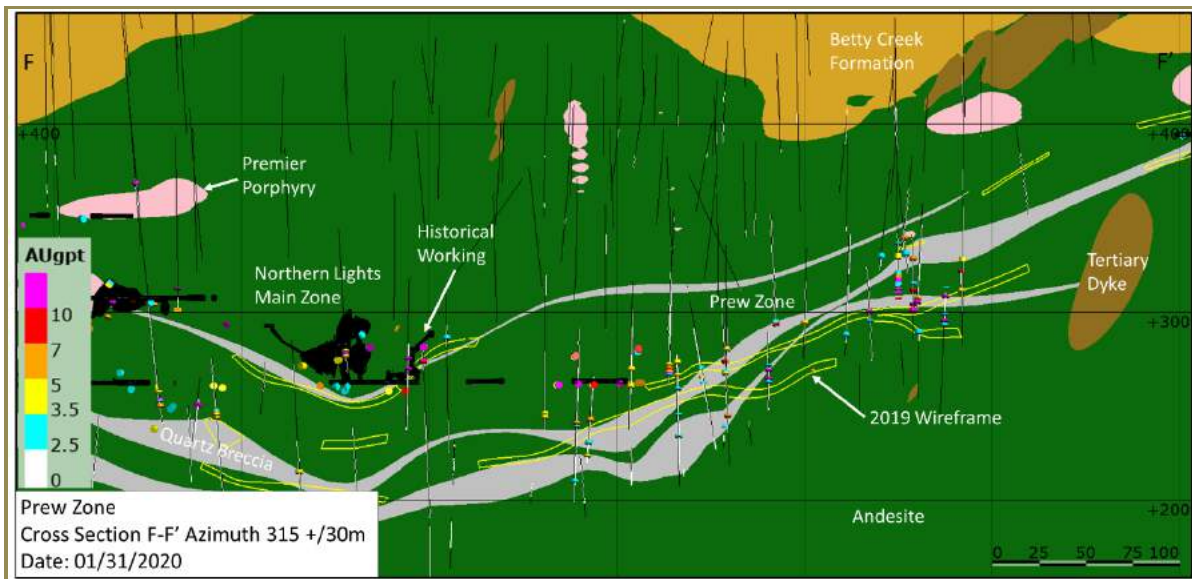 Betty Creek
Formation
F
F'
+400
+400
Premier
Porphyry
Historical
Working
AUgpt
10
7
5
3.5
2.5
0
Northern Lights
Main Zone
Tertiary
Dyke
Prew Zone
+300
2019 Wireframe
Quartz Breccia
+200
Andesite
Prew Zone
Cross Section F-F' Azimuth 315 +/30m
Date: 01/31/2020
0 25 50 75 100